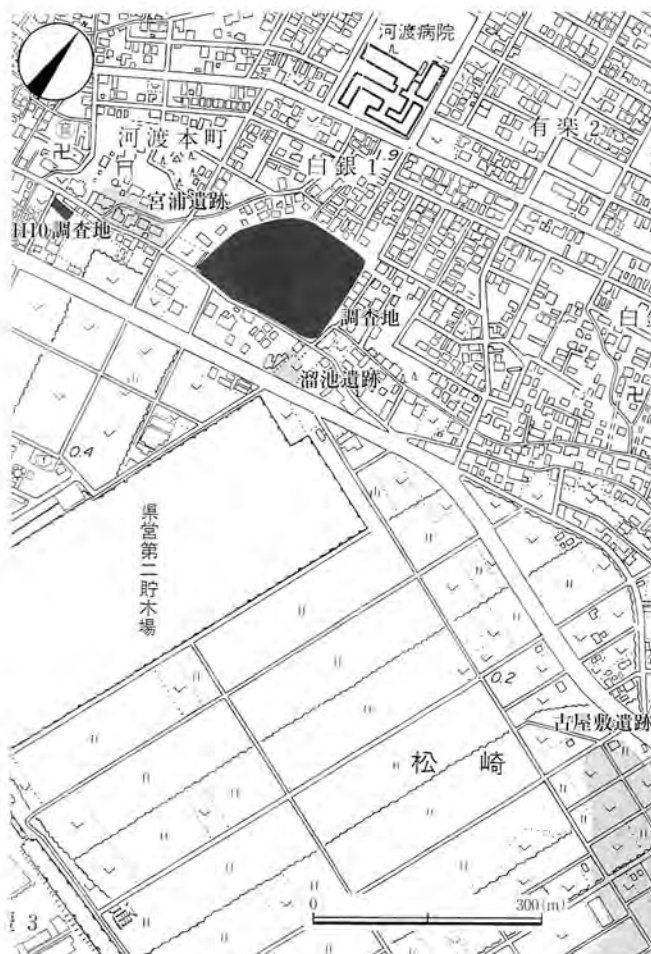 河渡病院
有楽2
河渡本町
白銀1
1.9
宮浦遺跡
H10調査地
調査地
溜池遺跡
白
0.4
県営第二貯木場
0.2
古屋敷遺跡
松崎
通
3
0
300(m)